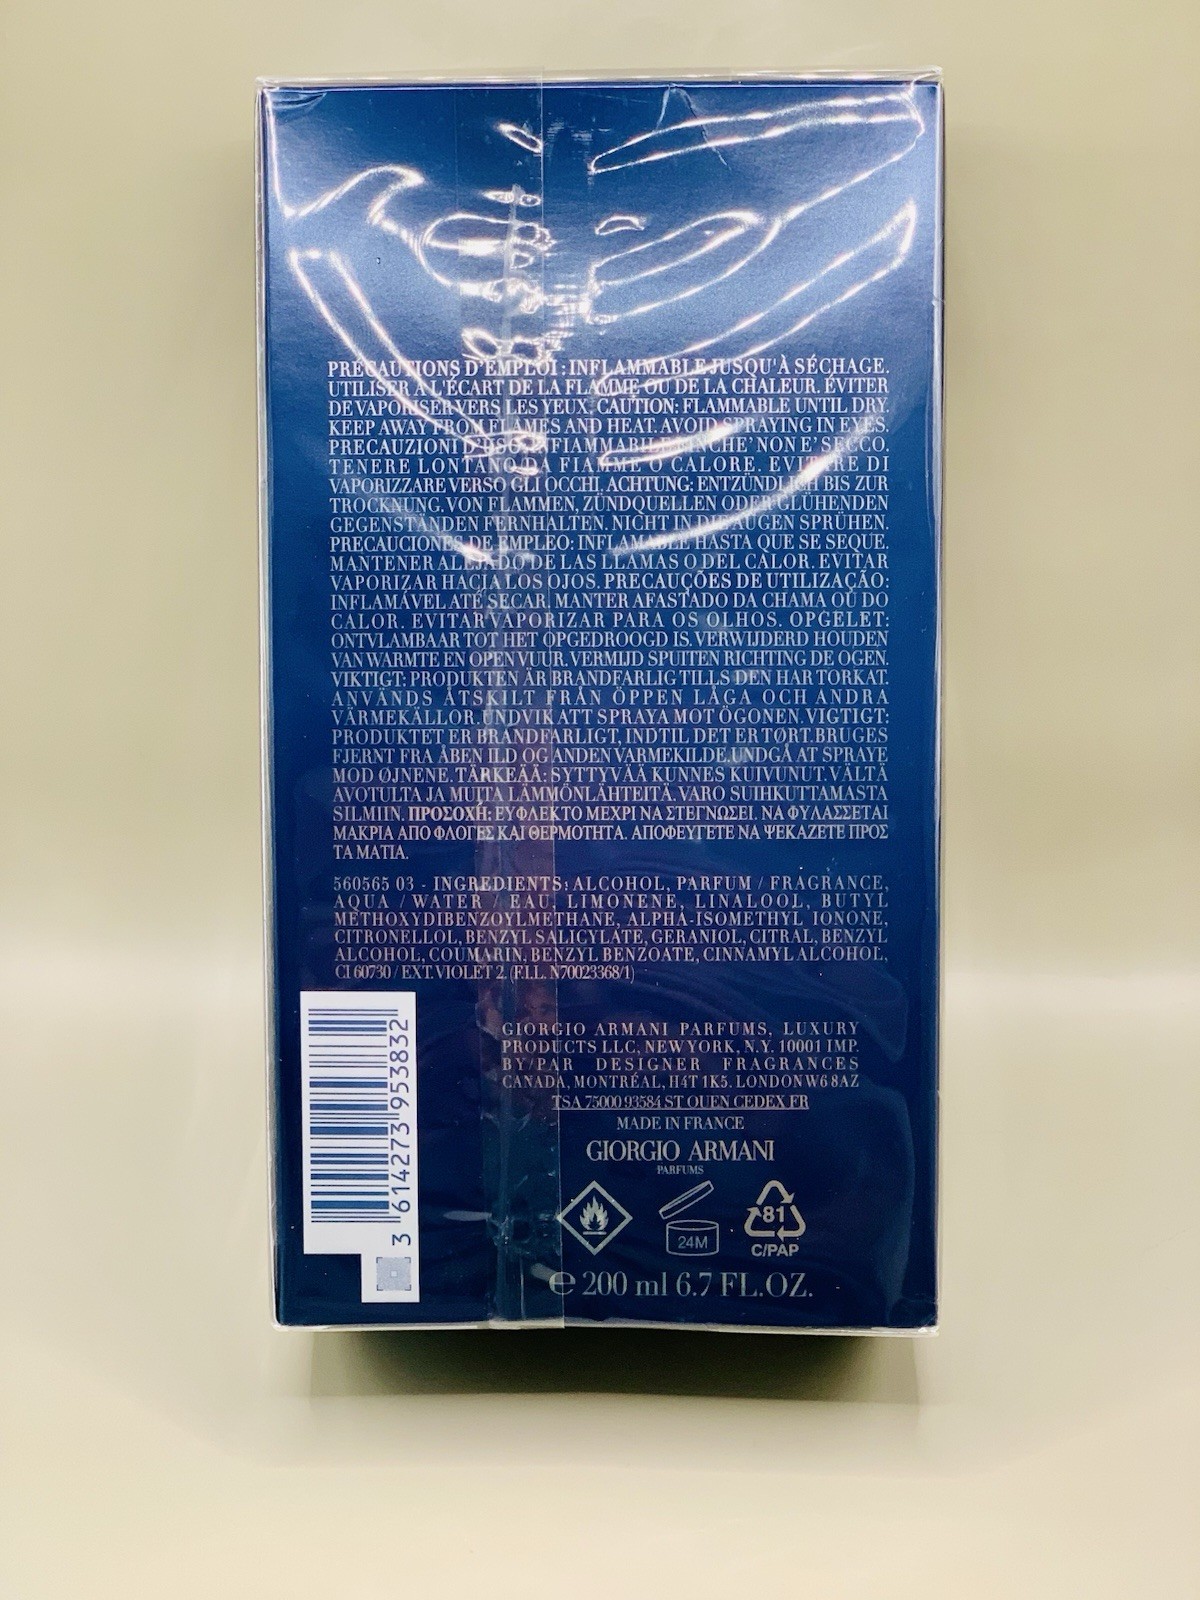 PRÉCAUTIONS D'EMPLOI : INFLAMMABLE JUSQU'À SÉCHAGE.
UTILISER À L'ÉCART DE LA FLAMME OU DE LA CHALEUR. ÉVITER
DE VAPORISER VERS LES YEUX. CAUTION: FLAMMABLE UNTIL DRY.
KEEP AWAY FROM FLAMES AND HEAT. AVOID SPRAYING IN EYES.
PRECAUZIONI D'USO: INFIAMMABILE FINCHE' NON E' SECCO.
TENERE LONTANO DA FIAMME O CALORE. EVITARE DI
VAPORIZZARE VERSO GLI OCCHI. ACHTUNG: ENTZÜNDLICH BIS ZUR
TROCKNUNG. VON FLAMMEN, ZÜNDQUELLEN ODER GLÜHENDEN
GEGENSTÄNDEN FERNHALTEN. NICHT IN DIE AUGEN SPRÜHEN.
PRECAUCIONES DE EMPLEO: INFLAMABLE HASTA QUE SE SEQUE.
MANTENER ALEJADO DE LAS LLAMAS O DEL CALOR. EVITAR
VAPORIZAR HACIA LOS OJOS. PRECAUÇÕES DE UTILIZAÇÃO:
INFLAMÁVEL ATÉ SECAR. MANTER AFASTADO DA CHAMA OU DO
CALOR. EVITAR VAPORIZAR PARA OS OLHOS. OPGELET:
ONTVLAMBAAR TOT HET OPGEDROOGD IS. VERWIJDERD HOUDEN
VAN WARMTE EN OPEN VUUR. VERMIJD SPUITEN RICHTING DE OGEN.
VIKTIGT: PRODUKTEN ÄR BRANDFARLIG TILLS DEN HAR TORKAT.
ANVÄNDS ÅTSKILT FRÅN ÖPPEN LÅGA OCH ANDRA
VÄRMEKÄLLOR. UNDVIK ATT SPRAYA MOT ÖGONEN. VIGTIGT:
PRODUKTET ER BRANDFARLIGT, INDTIL DET ER TØRT. BRUGES
FJERNT FRA ÅBEN ILD OG ANDEN VARMEKILDE. UNDGÅ AT SPRAYE
MOD ØJNENE. TÄRKEÄÄ: SYTTYVÄÄ KUNNES KUIVUNUT. VÄLTÄ
AVOTULTA JA MUITA LÄMMÖNLÄHTEITÄ. VARO SUIHKUTTAMASTA
SILMIIN. ΠΡΟΣΟΧΗ: ΕΥΦΛΕΚΤΟ ΜΕΧΡΙ ΝΑ ΣΤΕΓΝΩΣΕΙ. ΝΑ ΦΥΛΑΣΣΕΤΑΙ
ΜΑΚΡΙΑ ΑΠΟ ΦΛΟΓΕΣ ΚΑΙ ΘΕΡΜΟΤΗΤΑ. ΑΠΟΦΕΥΓΕΤΕ ΝΑ ΨΕΚΑΖΕΤΕ ΠΡΟΣ
ΤΑ ΜΑΤΙΑ.
560565 03 - INGREDIENTS: ALCOHOL, PARFUM / FRAGRANCE,
AQUA / WATER / EAU, LIMONENE, LINALOOL, BUTYL
METHOXYDIBENZOYLMETHANE, ALPHA-ISOMETHYL IONONE,
CITRONELLOL, BENZYL SALICYLATE, GERANIOL, CITRAL, BENZYL
ALCOHOL, COUMARIN, BENZYL BENZOATE, CINNAMYL ALCOHOL,
CI 60730 / EXT. VIOLET 2. (F.I.L. N70023368/1)
3 614273 953832
GIORGIO ARMANI PARFUMS, LUXURY
PRODUCTS LLC, NEW YORK, N.Y. 10001 IMP.
BY/PAR DESIGNER FRAGRANCES
CANADA, MONTRÉAL, H4T 1K5. LONDON W6 8AZ
TSA 75000 93584 ST OUEN CEDEX FR
MADE IN FRANCE
GIORGIO ARMANI
PARFUMS
24M
81
C/PAP
℮ 200 ml 6.7 FL.OZ.